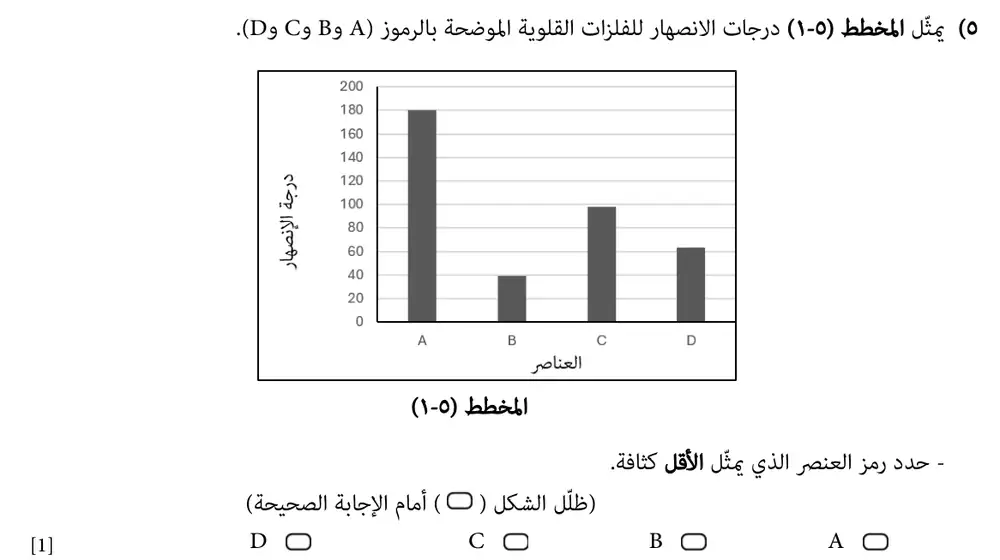 (٥ يمثّل المخطط (٥-١) درجات الانصهار للفلزات القلوية الموضحة بالرموز (A وB وC وD).
200
180
160
140
120
100
80
60
40
20
0
درجة الإنصهار
A B C D
العناصر
المخطط (٥-١)
- حدد رمز العنصر الذي يمثّل الأقل كثافة.
(ظلّل الشكل ( ) أمام الإجابة الصحيحة)
A B C D [1]